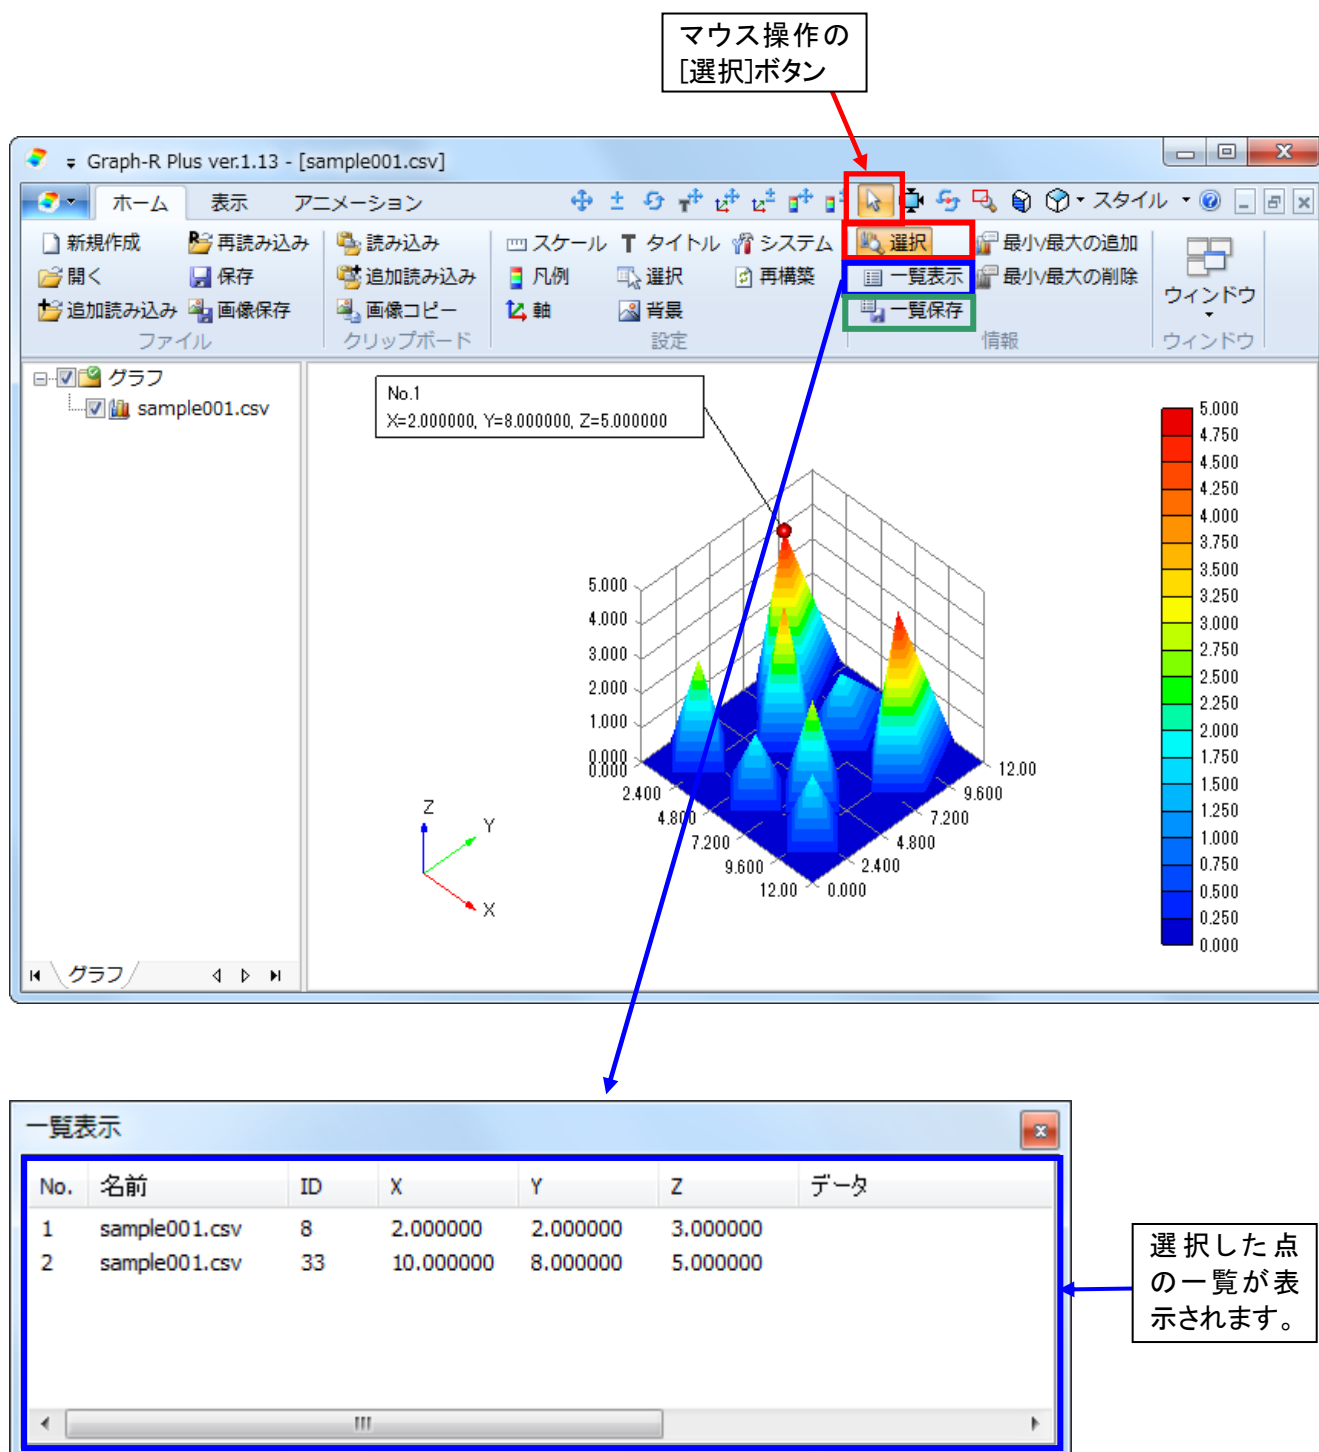 マウス操作の
[選択]ボタン
Graph-R Plus ver.1.13 - [sample001.csv]
ホーム 表示 アニメーション スタイル
新規作成 再読み込み 読み込み スケール タイトル システム 選択 最小/最大の追加
開く 保存 追加読み込み 凡例 選択 再構築 一覧表示 最小/最大の削除
追加読み込み 画像保存 画像コピー 軸 背景 一覧保存 ウィンドウ
ファイル クリップボード 設定 情報 ウィンドウ
グラフ
sample001.csv
No.1
X=2.000000, Y=8.000000, Z=5.000000
5.000
4.750
4.500
4.250
4.000
3.750
3.500
3.250
3.000
2.750
2.500
2.250
2.000
1.750
1.500
1.250
1.000
0.750
0.500
0.250
0.000
5.000
4.000
3.000
2.000
1.000
0.000
0.000
2.400
4.800
7.200
9.600
12.00
0.000
2.400
4.800
7.200
9.600
12.00
Z
Y
X
グラフ
一覧表示
No. 名前 ID X Y Z データ
1 sample001.csv 8 2.000000 2.000000 3.000000
2 sample001.csv 33 10.000000 8.000000 5.000000
選択した点
の一覧が表
示されます。